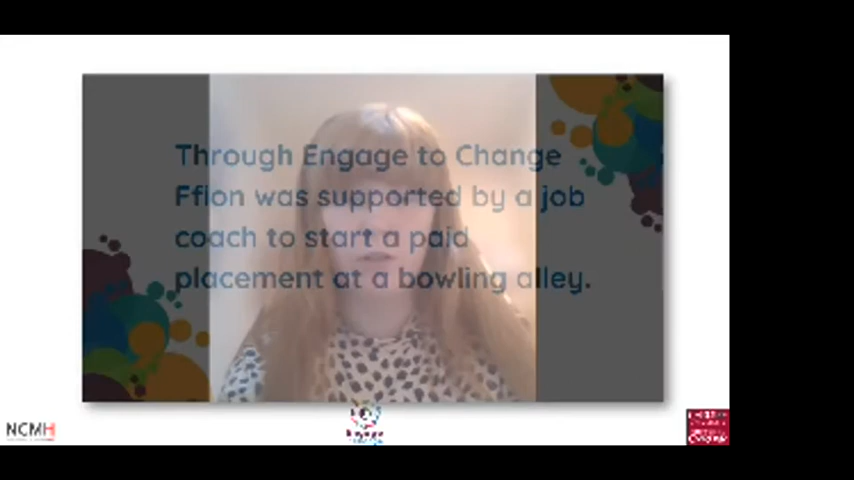 Through Engage to Change
Ffion was supported by a job
coach to start a paid
placement at a bowling alley.
NCMH